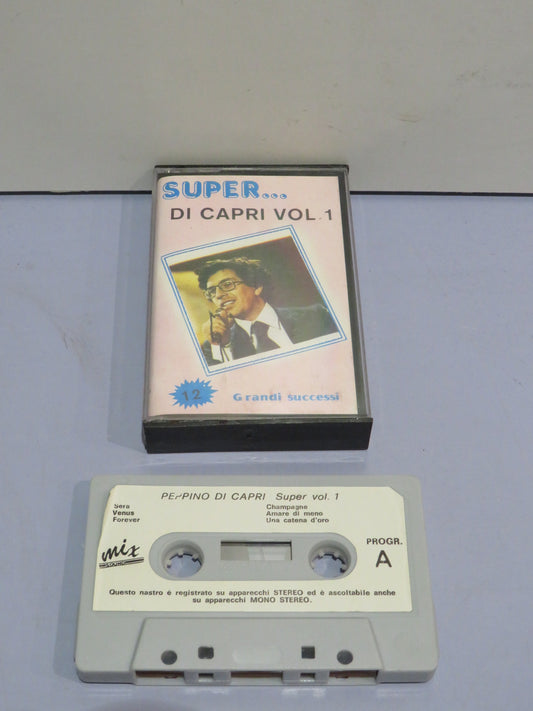 SUPER...
DI CAPRI VOL.1
12
Grandi successi
PEPPINO DI CAPRI Super vol. 1
Sera
Venus
Forever
Champagne
Amare di meno
Una catena d'oro
mix
PROGR.
A
Questo nastro é registrato su apparecchi STEREO ed é ascoltabile anche
su apparecchi MONO STEREO.